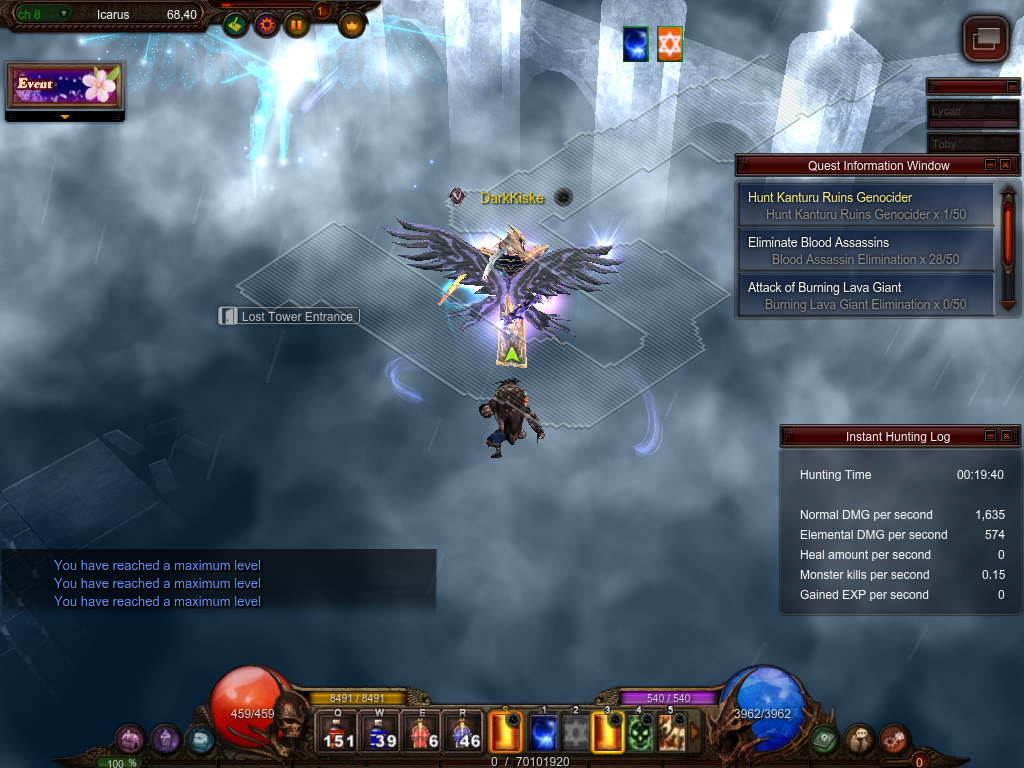 ch 8 Icarus 68,40
1
Event
Lycan
Toby
Quest Information Window
Hunt Kanturu Ruins Genocider
Hunt Kanturu Ruins Genocider x 1/50
Eliminate Blood Assassins
Blood Assassin Elimination x 28/50
Attack of Burning Lava Giant
Burning Lava Giant Elimination x 0/50
DarkKiske
Lost Tower Entrance
Instant Hunting Log
Hunting Time 00:19:40
Normal DMG per second 1,635
Elemental DMG per second 574
Heal amount per second 0
Monster kills per second 0.15
Gained EXP per second 0
You have reached a maximum level
You have reached a maximum level
You have reached a maximum level
8491 / 8491 540 / 540
459/459 3962/3962
Q W E R 1 2 3 4 5
151 39 6 46
100 % 0 / 70101920 0